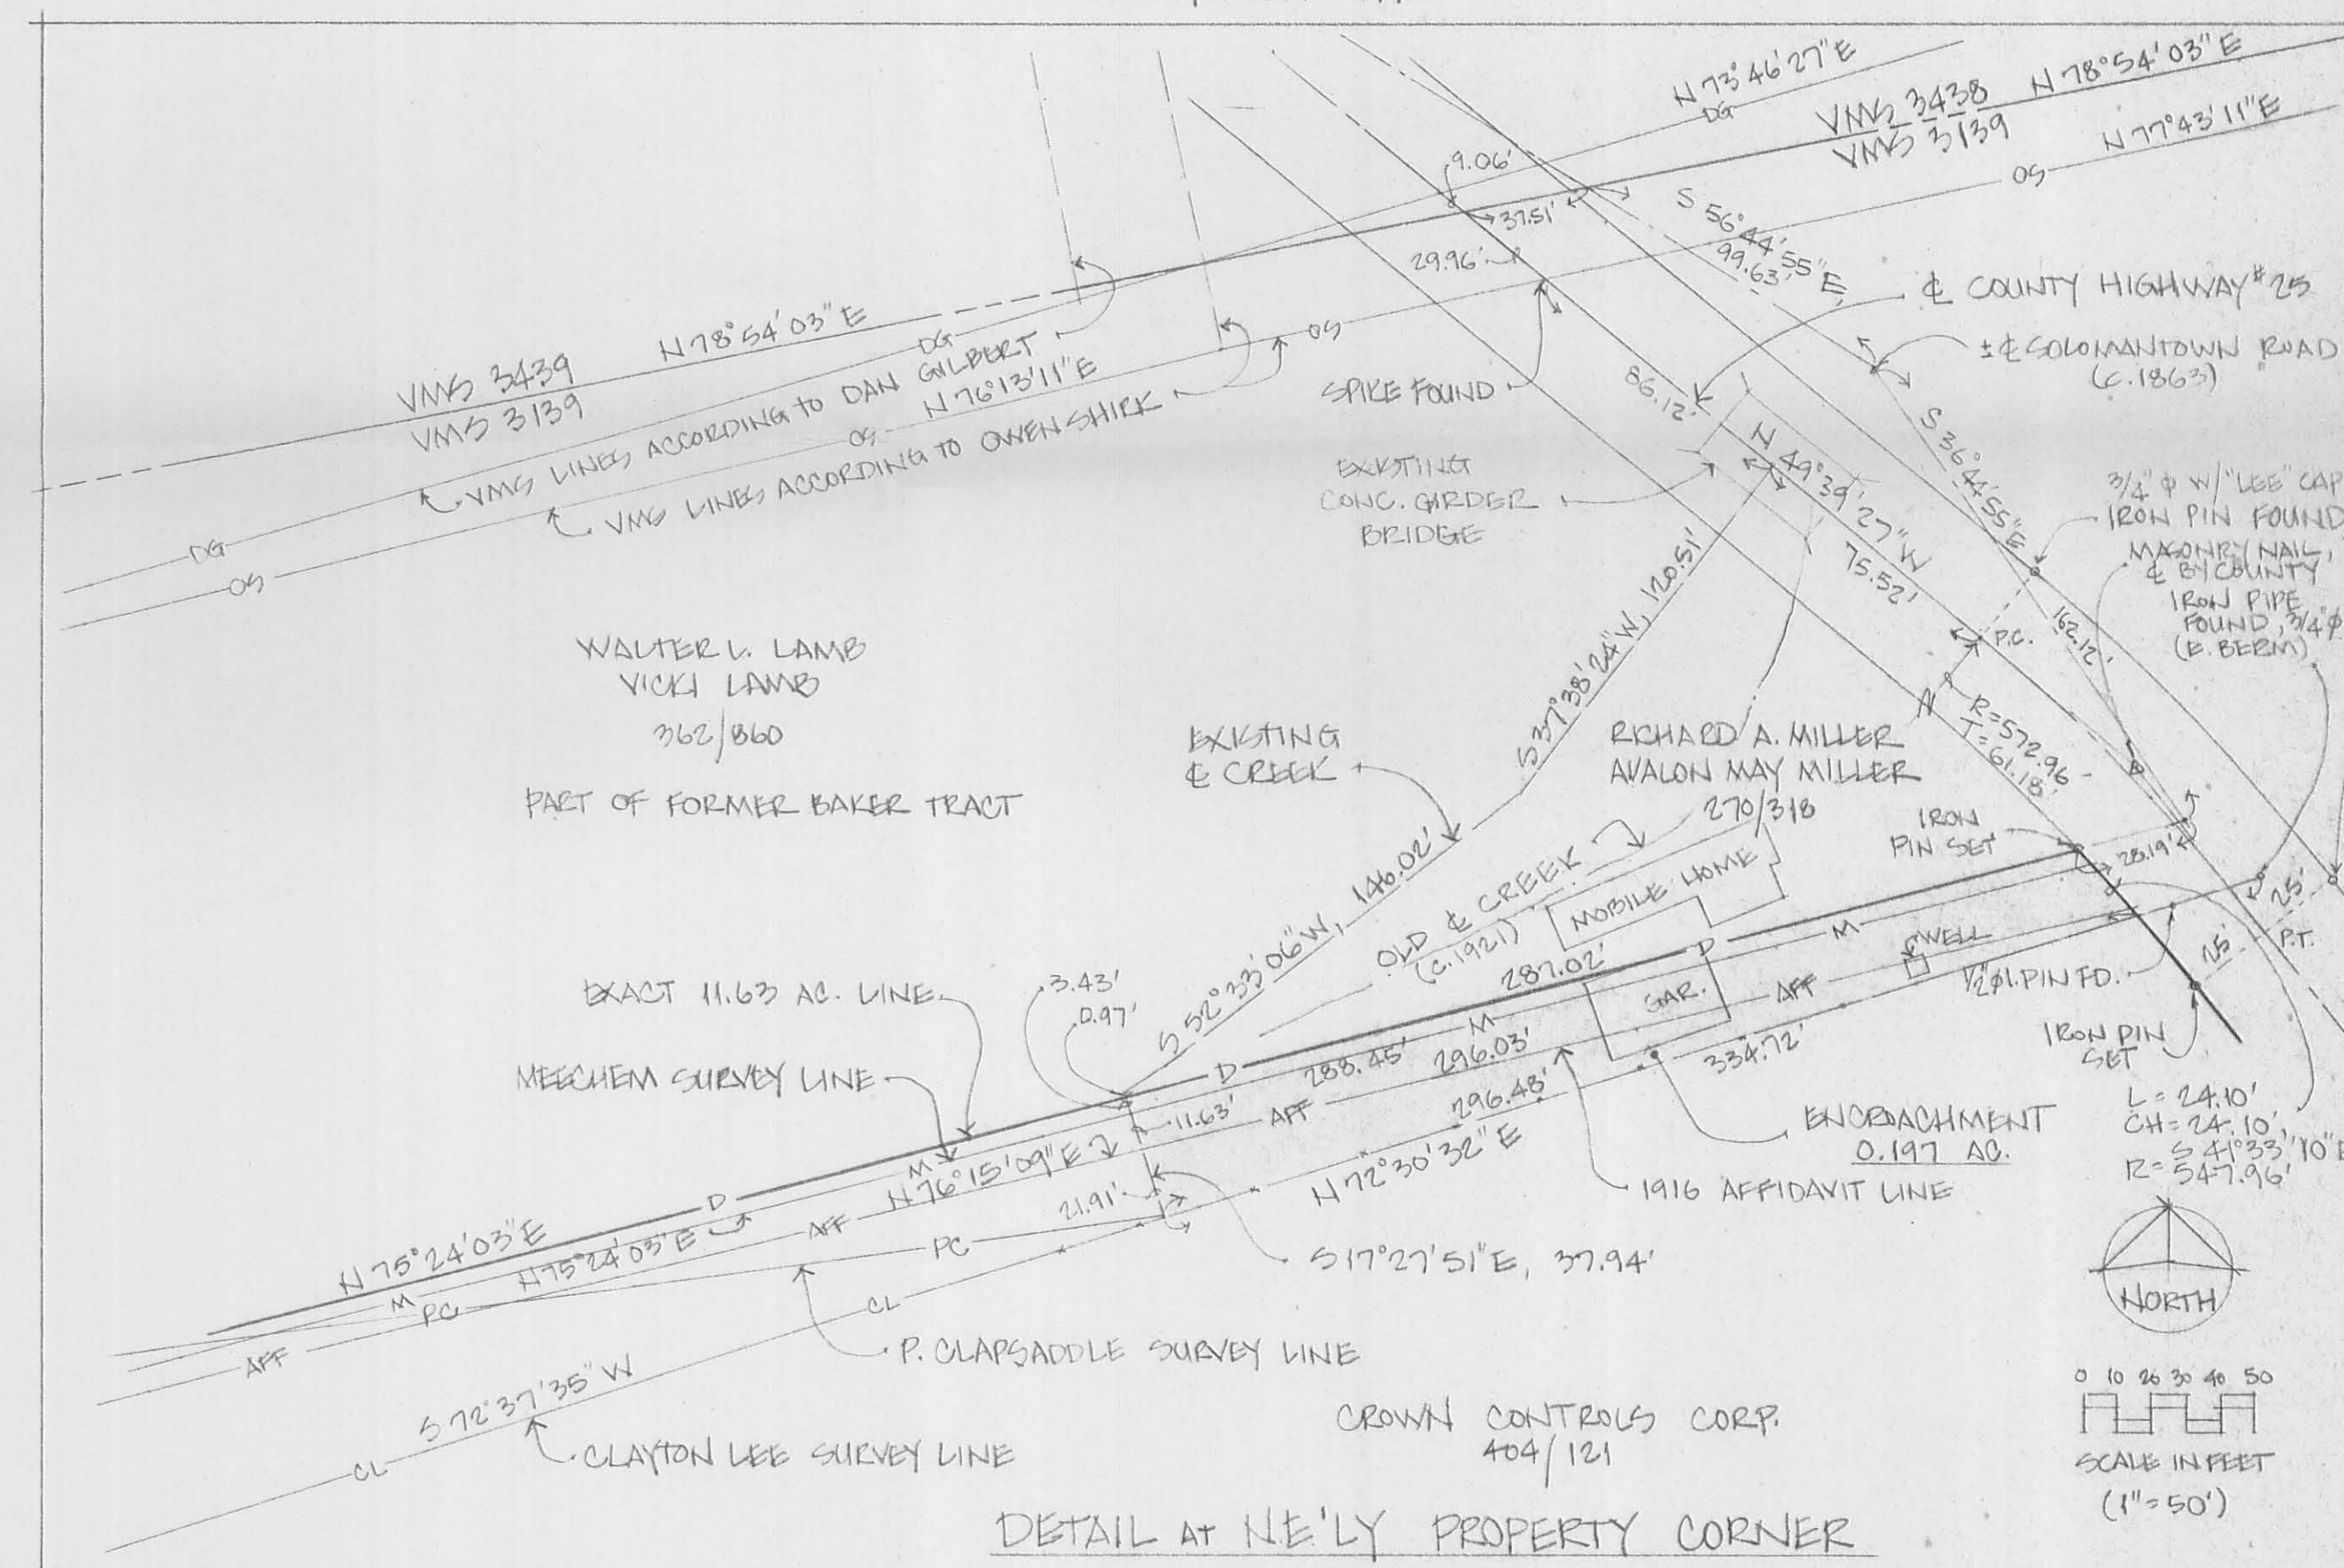 N 73°46'27" E
DG
VMS 3438
VMS 3139
N 78°54'03" E
N 77°43'11" E
OS
9.06'
37.51'
29.96'
S 56°44'55" E,
99.63'
℄ COUNTY HIGHWAY #25
±℄ SOLOMANTOWN ROAD
(c.1863)
N 78°54'03" E
VMS 3439
VMS 3139
DG
VMS LINES ACCORDING TO DAN GILBERT
N 76°13'11" E
OS
OS
VMS LINES ACCORDING TO OWEN SHIRK
DG
OS
SPIKE FOUND
86.12'
EXISTING
CONC. GIRDER
BRIDGE
N 49°39'27" W
75.52'
S 36°44'55" E
162.12'
3/4" φ W/ "LEE" CAP
IRON PIN FOUND
MASONRY NAIL,
℄ BY COUNTY
IRON PIPE
FOUND, 3/4" φ
(E. BERM)
P.C.
R=572.96
T=61.18'
WALTER L. LAMB
VICKI LAMB
362/860
PART OF FORMER BAKER TRACT
S 37°38'24" W, 120.51'
EXISTING
℄ CREEK
RICHARD A. MILLER
AVALON MAY MILLER
270/318
IRON
PIN SET
28.19'
25'
25'
P.T.
OLD ℄ CREEK
(c.1921)
MOBILE HOME
S 52°33'06" W, 146.02'
287.02'
D
M
WELL
1/2" φ I. PIN FD.
GAR.
AFF
IRON PIN
SET
EXACT 11.63 AC. LINE
MEECHEM SURVEY LINE
3.43'
0.97'
D
288.45'
M
296.03'
334.72'
296.48'
11.63'
AFF
ENCROACHMENT
0.197 AC.
L = 24.10'
CH = 24.10',
S 41°33'10" E
R = 547.96'
M
N 76°15'09" E
N 72°30'32" E
1916 AFFIDAVIT LINE
21.91'
D
N 75°24'03" E
N 75°24'03" E
AFF
PC
S 17°27'51" E, 37.94'
M
PC
CL
AFF
P. CLAPSADDLE SURVEY LINE
S 72°37'35" W
CL
CLAYTON LEE SURVEY LINE
CROWN CONTROLS CORP.
404/121
NORTH
0 10 20 30 40 50
SCALE IN FEET
(1"=50')
DETAIL AT N.E'LY PROPERTY CORNER